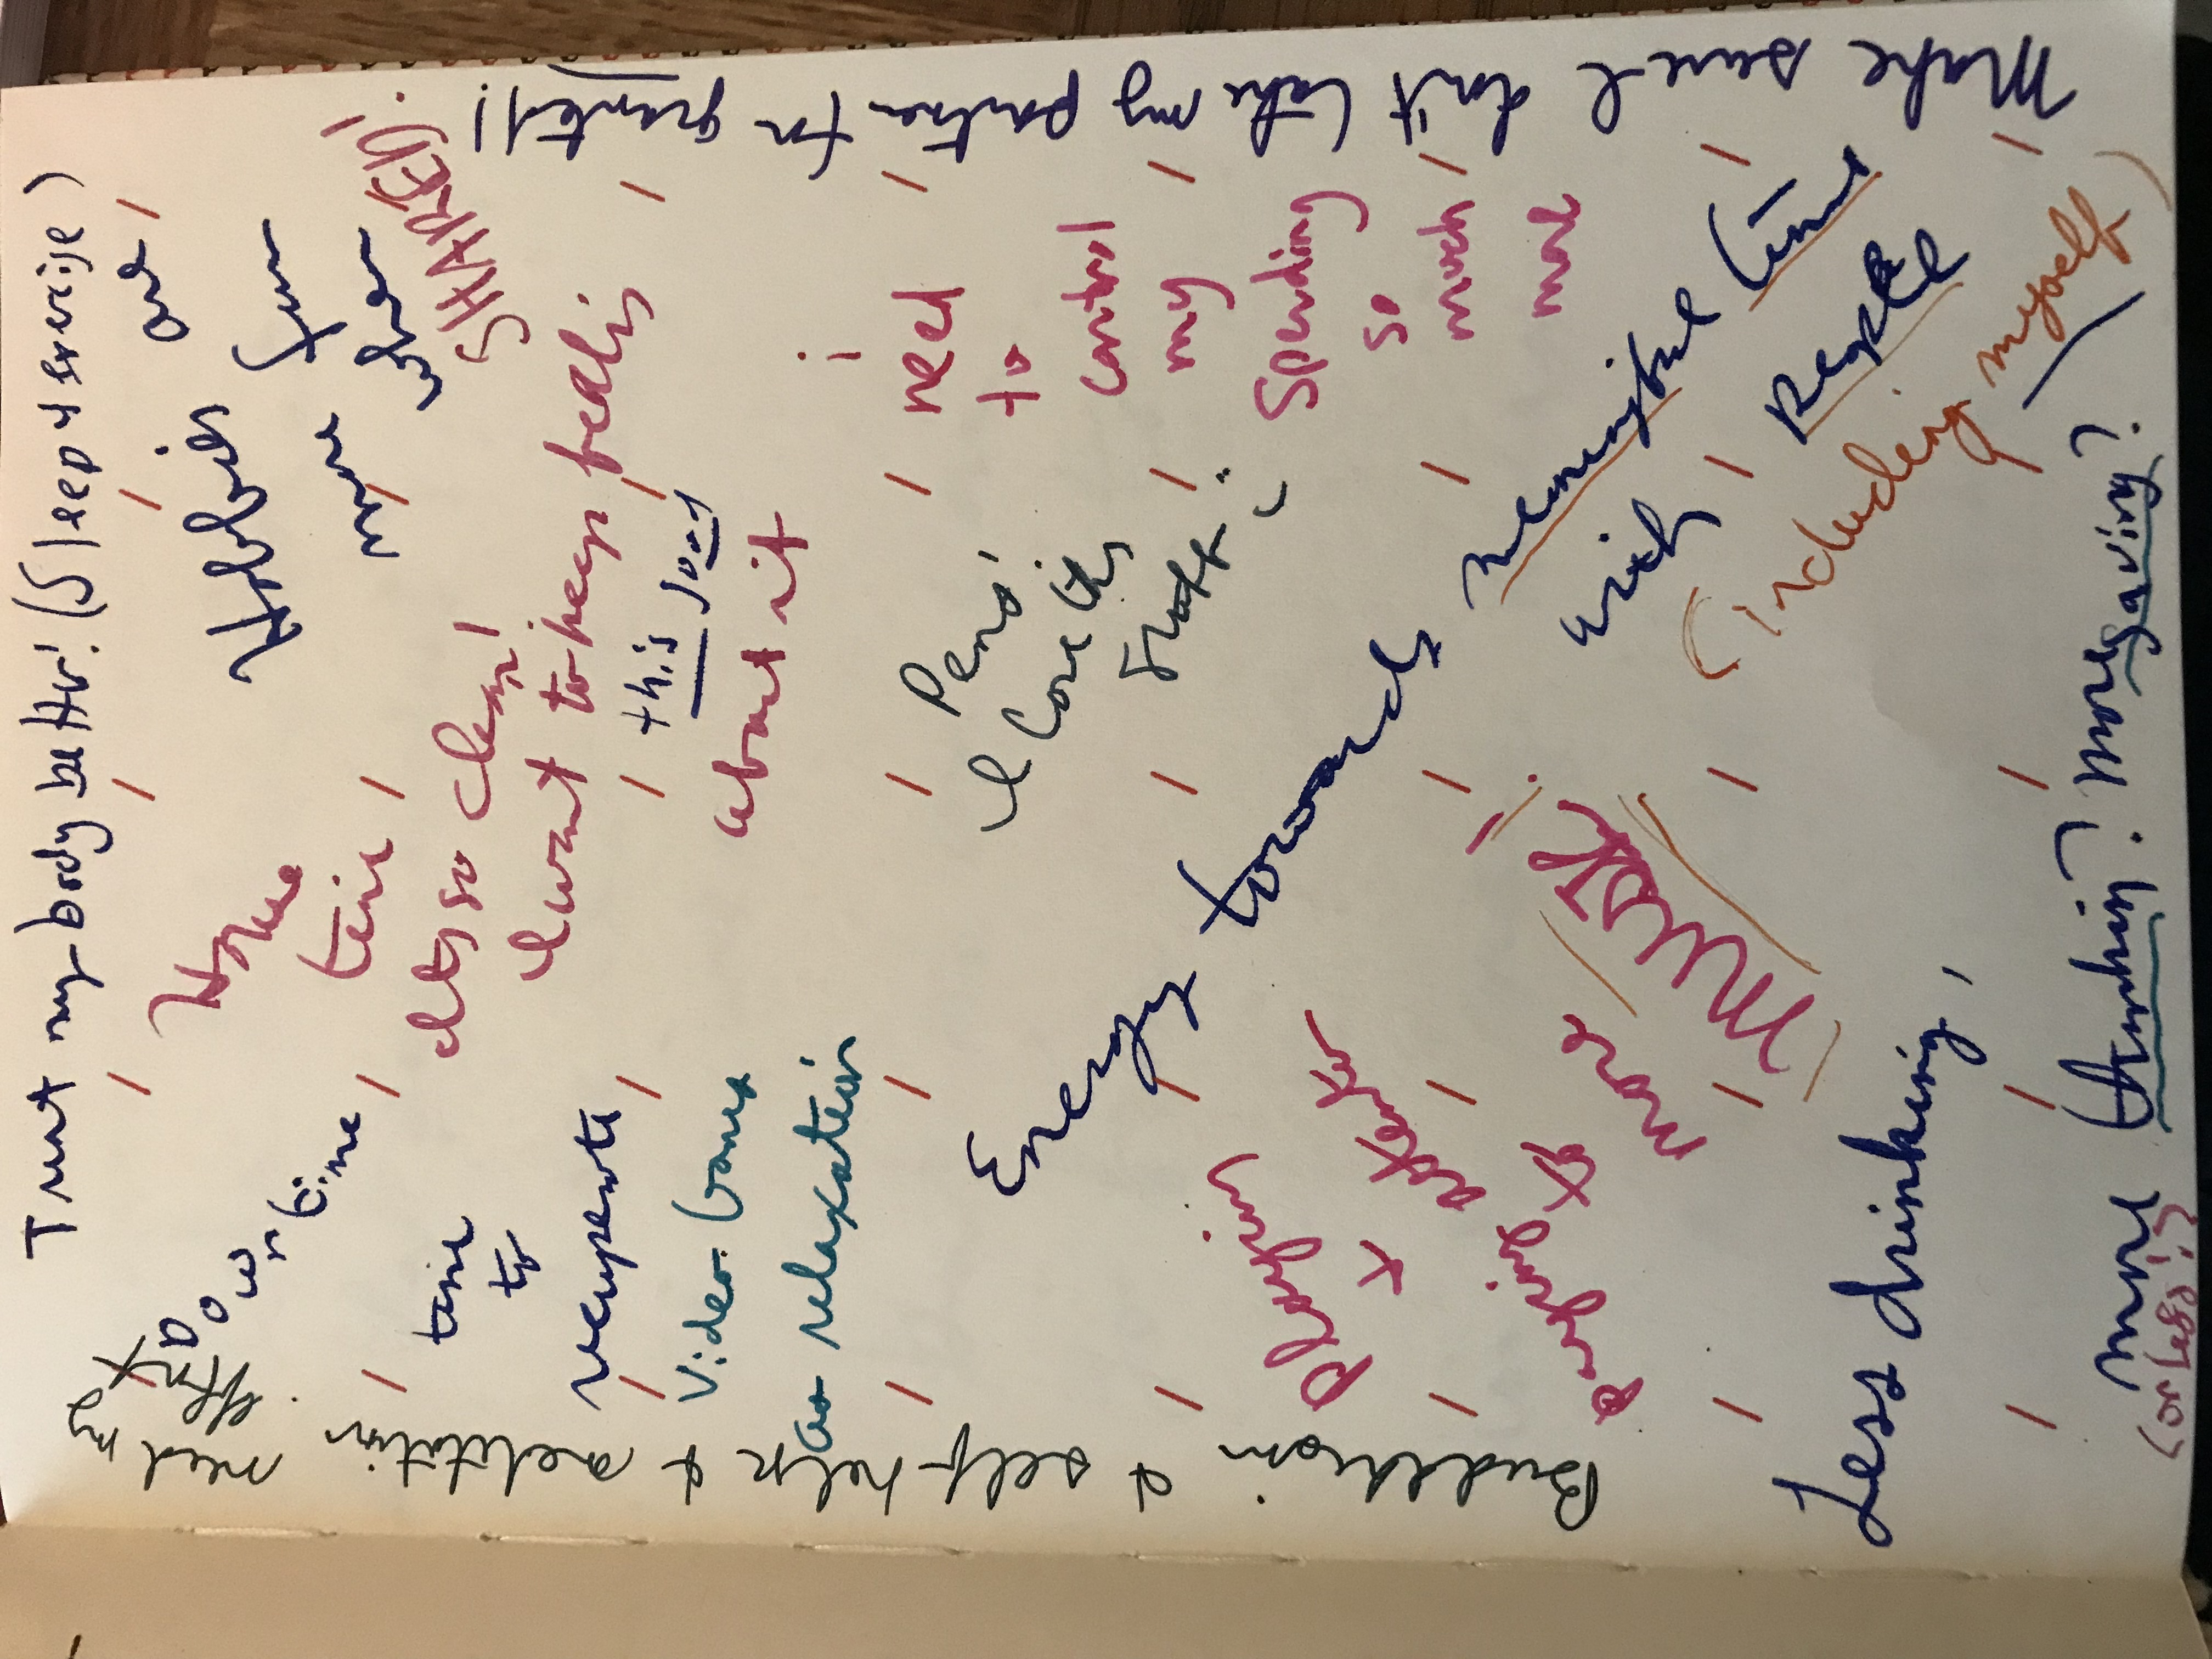 Treat my body better! (Sleep & exercise)
Buddhism & self-help & meditation need my
effort.
Downtime
time
to
recuperate
Home
time
It's so clean!
I want to keep feeling
this good
about it
Hobbies are
more fun
when
SHARED!
Video Games
as relaxation
Pens!
I love this
stuff :)
i
need
to
control
my
Spending
so
much
more
Make sure I don't take my partner for granted!
Energy towards meaningful time
with people
(including myself)
Playing
&
paying attention
to
more
MUSIC!
Less drinking,
more thinking? More saving?
(or less!?)